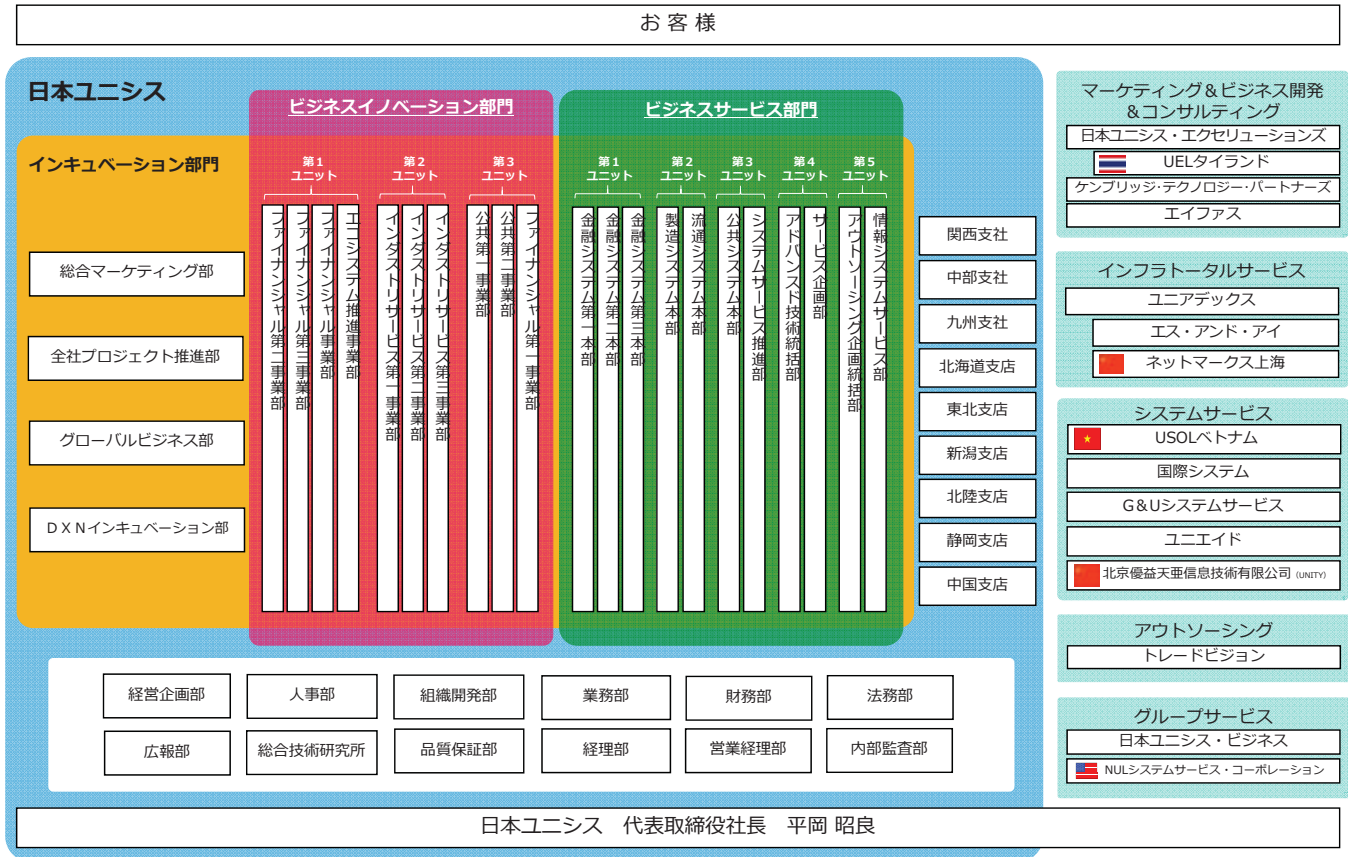 お 客 様
日本ユニシス
ビジネスイノベーション部門
ビジネスサービス部門
インキュベーション部門
総合マーケティング部
全社プロジェクト推進部
グローバルビジネス部
DXNインキュベーション部
第1
ユニット
ファイナンシャル第二事業部
ファイナンシャル第三事業部
ファイナンシャル事業部
エコシステム推進事業部
第2
ユニット
インダストリサービス第一事業部
インダストリサービス第二事業部
インダストリサービス第三事業部
第3
ユニット
公共第一事業部
公共第二事業部
ファイナンシャル第一事業部
第1
ユニット
金融システム第一本部
金融システム第二本部
金融システム第三本部
第2
ユニット
製造システム本部
流通システム本部
第3
ユニット
公共システム本部
システムサービス推進部
第4
ユニット
アドバンスド技術統括部
サービス企画部
第5
ユニット
アウトソーシング企画統括部
情報システムサービス部
関西支社
中部支社
九州支社
北海道支店
東北支店
新潟支店
北陸支店
静岡支店
中国支店
経営企画部
人事部
組織開発部
業務部
財務部
法務部
広報部
総合技術研究所
品質保証部
経理部
営業経理部
内部監査部
日本ユニシス 代表取締役社長 平岡 昭良
マーケティング＆ビジネス開発
＆コンサルティング
日本ユニシス・エクセリューションズ
UELタイランド
ケンブリッジ・テクノロジー・パートナーズ
エイファス
インフラトータルサービス
ユニアデックス
エス・アンド・アイ
ネットマークス上海
システムサービス
USOLベトナム
国際システム
G&Uシステムサービス
ユニエイド
北京優益天亜信息技術有限公司 (UNITY)
アウトソーシング
トレードビジョン
グループサービス
日本ユニシス・ビジネス
NULシステムサービス・コーポレーション